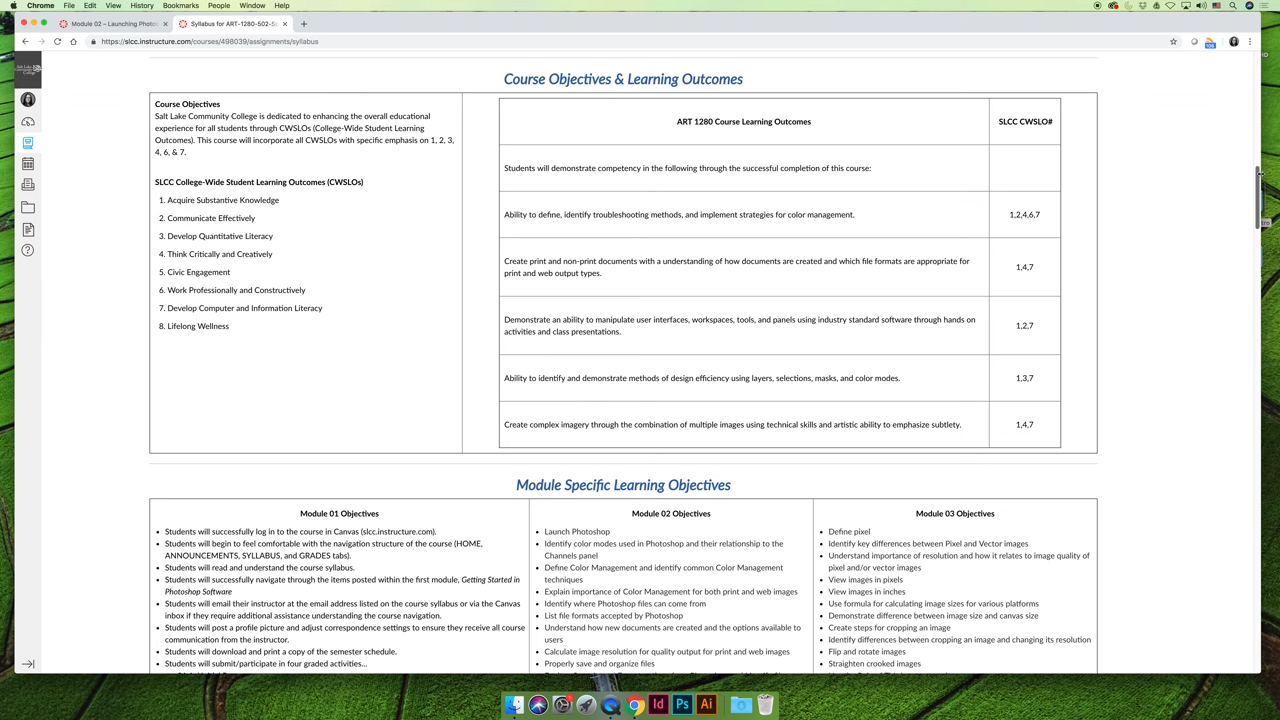 Chrome File Edit View History Bookmarks People Window Help
Module 02 – Launching Photos
Syllabus for ART-1280-502-Sp
https://slcc.instructure.com/courses/498039/assignments/syllabus
108
Salt Lake
Community
College
Course Objectives & Learning Outcomes
Course Objectives
Salt Lake Community College is dedicated to enhancing the overall educational
experience for all students through CWSLOs (College-Wide Student Learning
Outcomes). This course will incorporate all CWSLOs with specific emphasis on 1, 2, 3,
4, 6, & 7.
SLCC College-Wide Student Learning Outcomes (CWSLOs)
1. Acquire Substantive Knowledge
2. Communicate Effectively
3. Develop Quantitative Literacy
4. Think Critically and Creatively
5. Civic Engagement
6. Work Professionally and Constructively
7. Develop Computer and Information Literacy
8. Lifelong Wellness
ART 1280 Course Learning Outcomes SLCC CWSLO#
Students will demonstrate competency in the following through the successful completion of this course:
Ability to define, identify troubleshooting methods, and implement strategies for color management. 1,2,4,6,7
Create print and non-print documents with a understanding of how documents are created and which file formats are appropriate for
print and web output types.
1,4,7
Demonstrate an ability to manipulate user interfaces, workspaces, tools, and panels using industry standard software through hands on
activities and class presentations.
1,2,7
Ability to identify and demonstrate methods of design efficiency using layers, selections, masks, and color modes. 1,3,7
Create complex imagery through the combination of multiple images using technical skills and artistic ability to emphasize subtlety. 1,4,7
Module Specific Learning Objectives
Module 01 Objectives
• Students will successfully log in to the course in Canvas (slcc.instructure.com).
• Students will begin to feel comfortable with the navigation structure of the course (HOME,
ANNOUNCEMENTS, SYLLABUS, and GRADES tabs).
• Students will read and understand the course syllabus.
• Students will successfully navigate through the items posted within the first module, Getting Started in
Photoshop Software
• Students will email their instructor at the email address listed on the course syllabus or via the Canvas
inbox if they require additional assistance understanding the course navigation.
• Students will post a profile picture and adjust correspondence settings to ensure they receive all course
communication from the instructor.
• Students will download and print a copy of the semester schedule.
• Students will submit/participate in four graded activities...
Module 02 Objectives
• Launch Photoshop
• Identify color modes used in Photoshop and their relationship to the
Channels panel
• Define Color Management and identify common Color Management
techniques
• Explain importance of Color Management for both print and web images
• Identify where Photoshop files can come from
• List file formats accepted by Photoshop
• Understand how new documents are created and the options available to
users
• Calculate image resolution for quality output for print and web images
• Properly save and organize files
Module 03 Objectives
• Define pixel
• Identify key differences between Pixel and Vector images
• Understand importance of resolution and how it relates to image quality of
pixel and/or vector images
• View images in pixels
• View images in inches
• Use formula for calculating image sizes for various platforms
• Demonstrate difference between image size and canvas size
• Create steps for cropping an image
• Identify differences between cropping an image and changing its resolution
• Flip and rotate images
• Straighten crooked images
Id Ps Ai